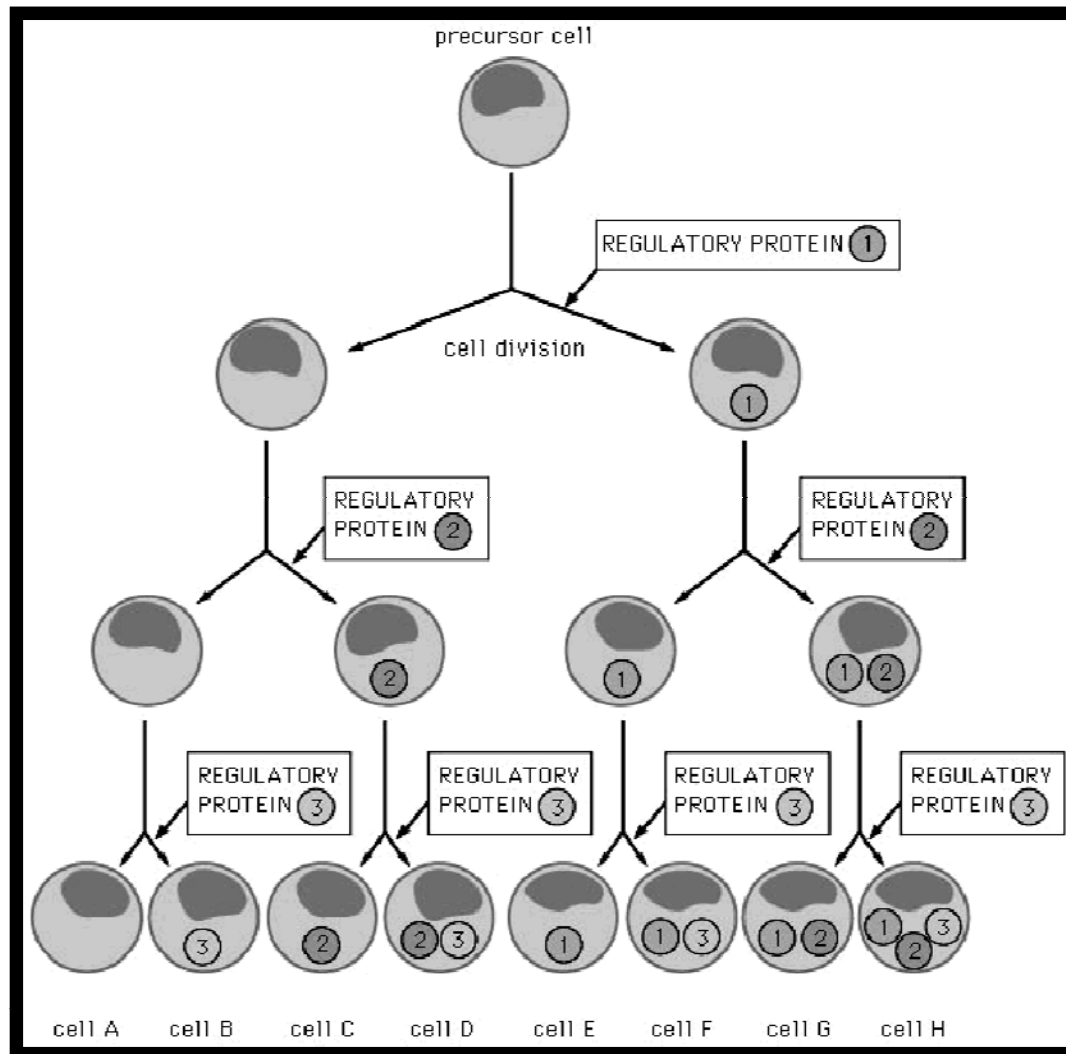 precursor cell
REGULATORY PROTEIN 1
cell division
1
REGULATORY
PROTEIN 2
REGULATORY
PROTEIN 2
2
1
1 2
REGULATORY
PROTEIN 3
REGULATORY
PROTEIN 3
REGULATORY
PROTEIN 3
REGULATORY
PROTEIN 3
3
2
2 3
1
1 3
1 2
1 2 3
cell A cell B cell C cell D cell E cell F cell G cell H